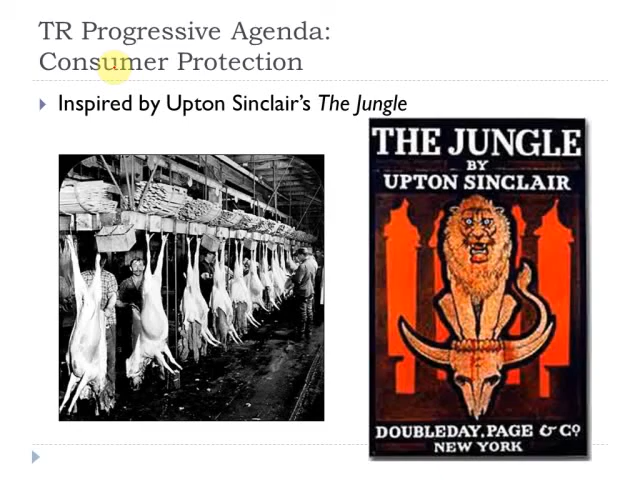 TR Progressive Agenda:
Consumer Protection
Inspired by Upton Sinclair's The Jungle
THE JUNGLE
BY
UPTON SINCLAIR
DOUBLEDAY, PAGE & Cº
NEW YORK